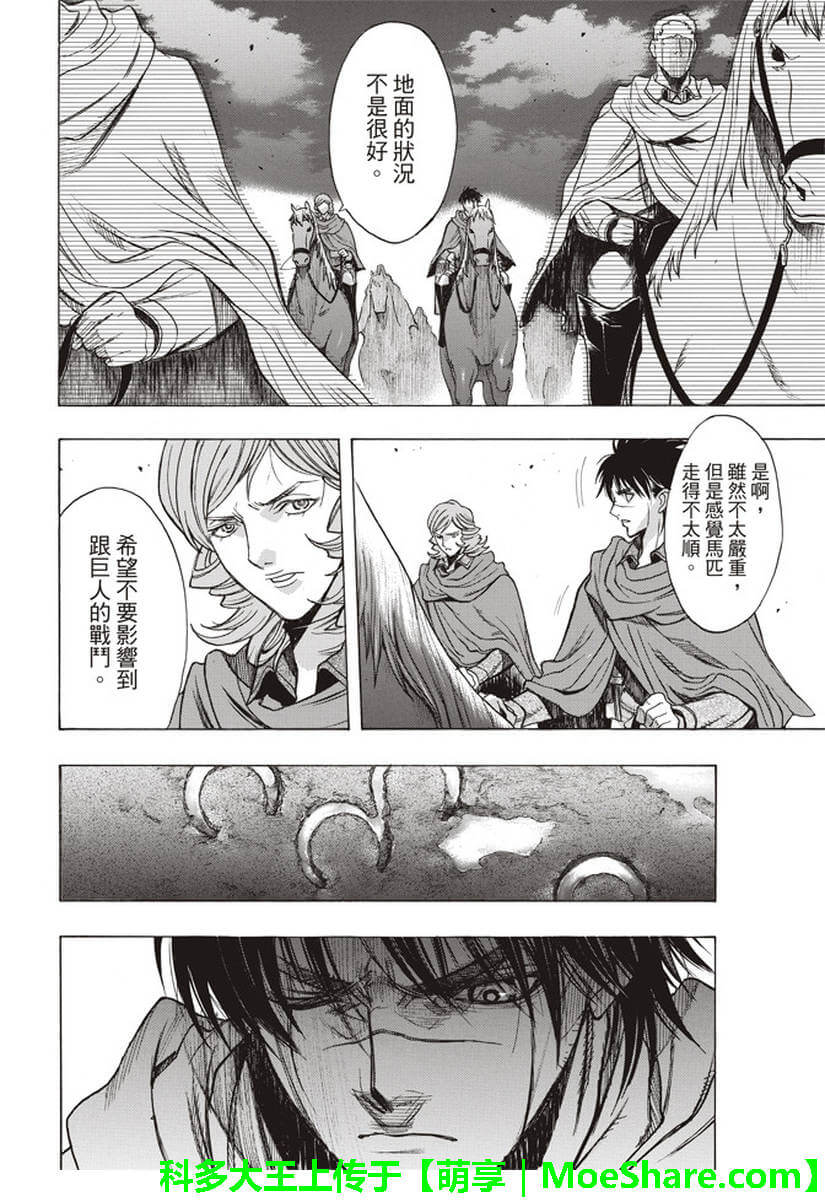 地面的狀況
不是很好。
是啊，
雖然不太嚴重，
但是感覺馬匹
走得不太順。
希望不要影響到
跟巨人的戰鬥。
科多大王上传于【萌享|MoeShare.com】